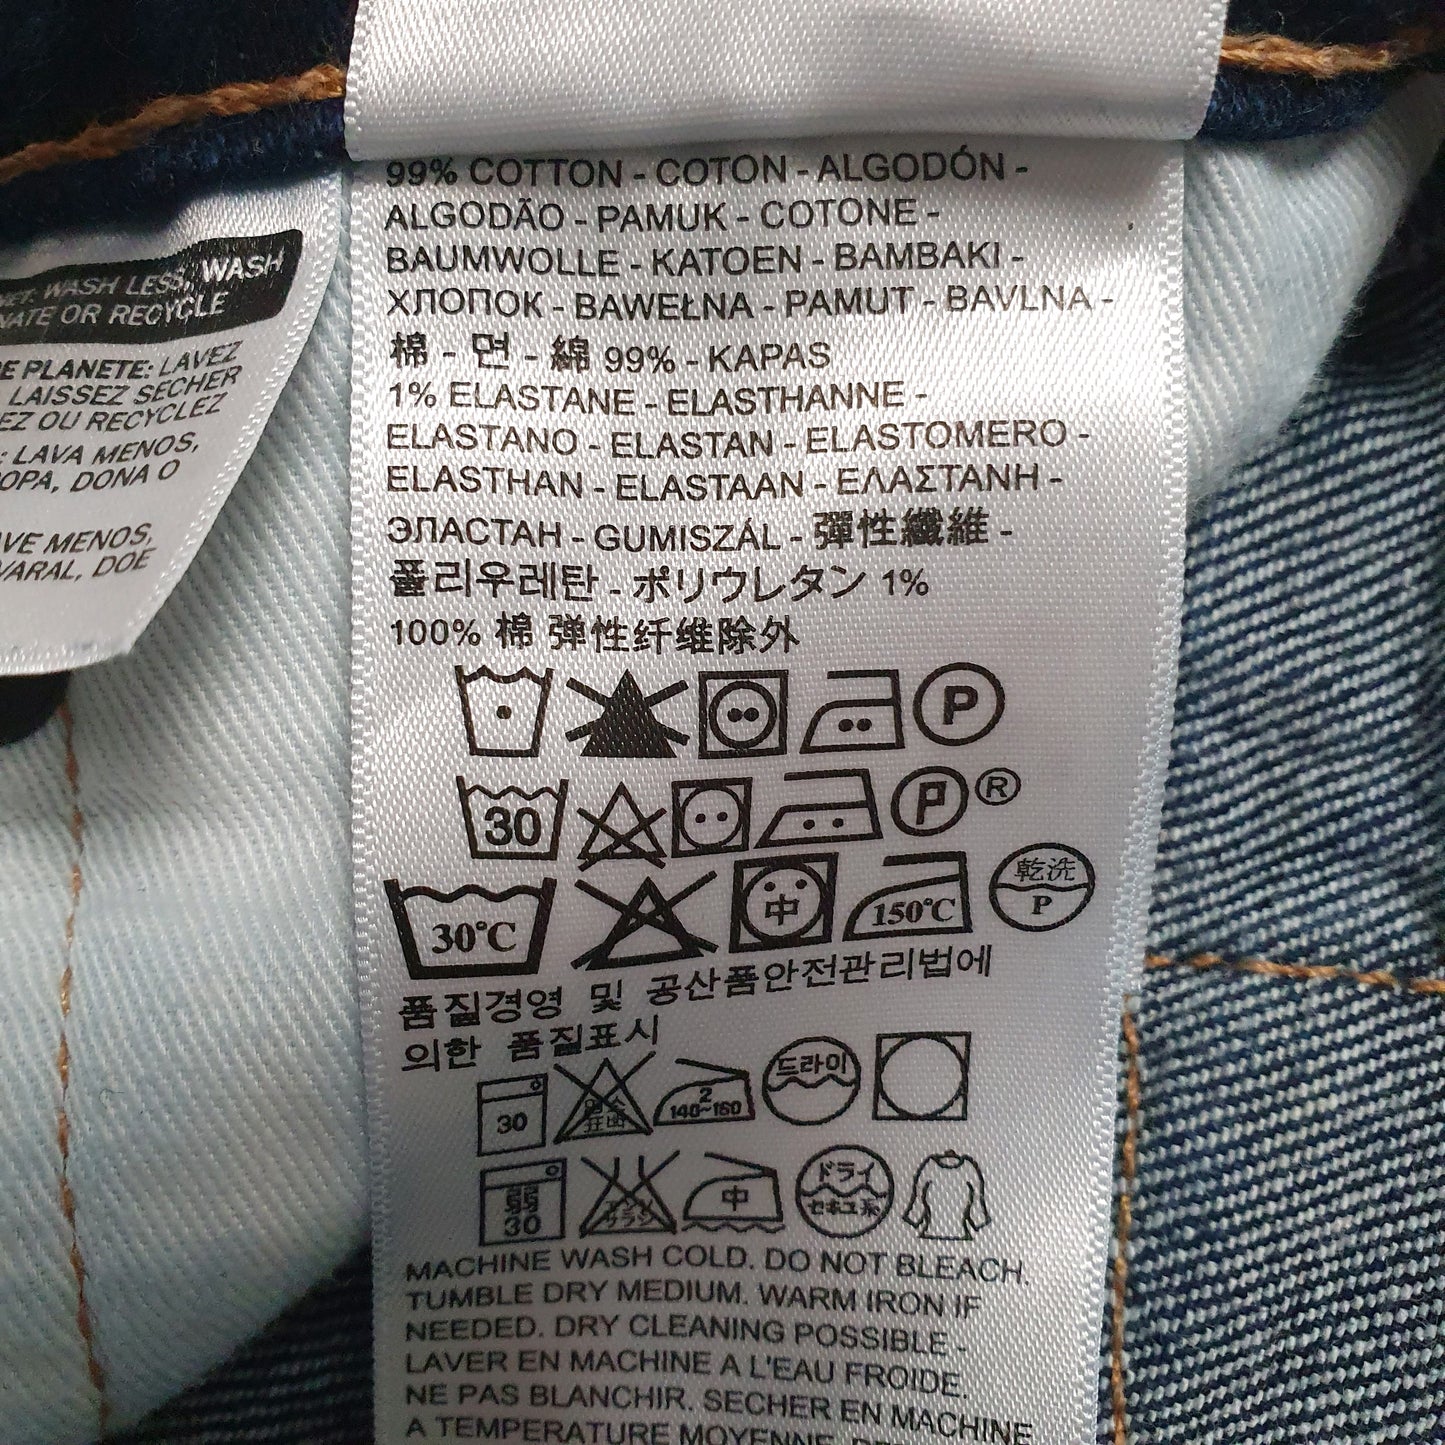 99% COTTON - COTON - ALGODÓN -
ALGODÃO - PAMUK - COTONE -
BAUMWOLLE - KATOEN - BAMBAKI -
ХЛОПОК - BAWEŁNA - PAMUT - BAVLNA -
棉 - 면 - 綿 99% - KAPAS
1% ELASTANE - ELASTHANNE -
ELASTANO - ELASTAN - ELASTOMERO -
ELASTHAN - ELASTAAN - ΕΛΑΣΤΑΝΗ -
ЭЛАСТАН - GUMISZÁL - 彈性纖維 -
폴리우레탄 - ポリウレタン 1%
100% 棉 弹性纤维除外
P
30 P ®
30°C 中 150°C 乾洗 P
품질경영 및 공산품안전관리법에
의한 품질표시
30 2 140~160 드라이
弱 30 中 ドライ セキユ系
MACHINE WASH COLD. DO NOT BLEACH.
TUMBLE DRY MEDIUM. WARM IRON IF
NEEDED. DRY CLEANING POSSIBLE -
LAVER EN MACHINE A L'EAU FROIDE.
NE PAS BLANCHIR. SECHER EN MACHINE
A TEMPERATURE MOYENNE.
WASH LESS, WASH
OR RECYCLE
PLANETE: LAVEZ
LAISSEZ SECHER
OU RECYCLEZ
: LAVA MENOS,
DONA O
MENOS,
VARAL, DOE